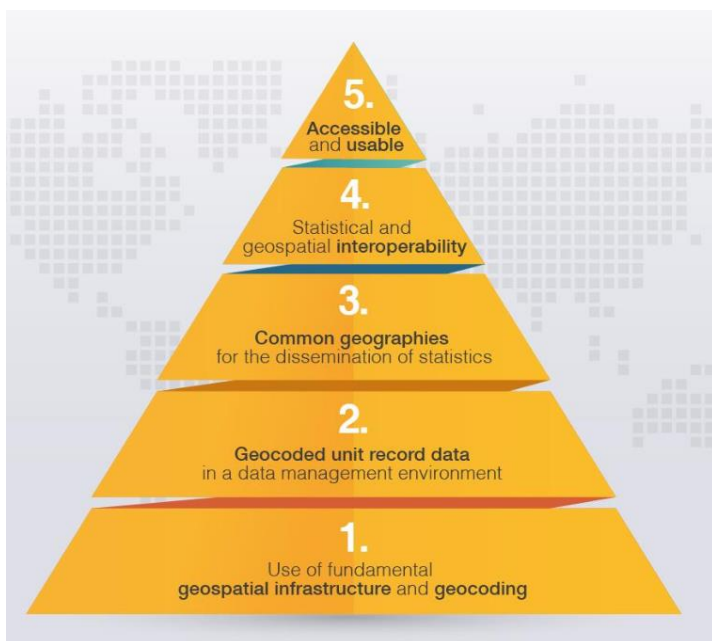 5.
Accessible
and usable
4.
Statistical and
geospatial interoperability
3.
Common geographies
for the dissemination of statistics
2.
Geocoded unit record data
in a data management environment
1.
Use of fundamental
geospatial infrastructure and geocoding